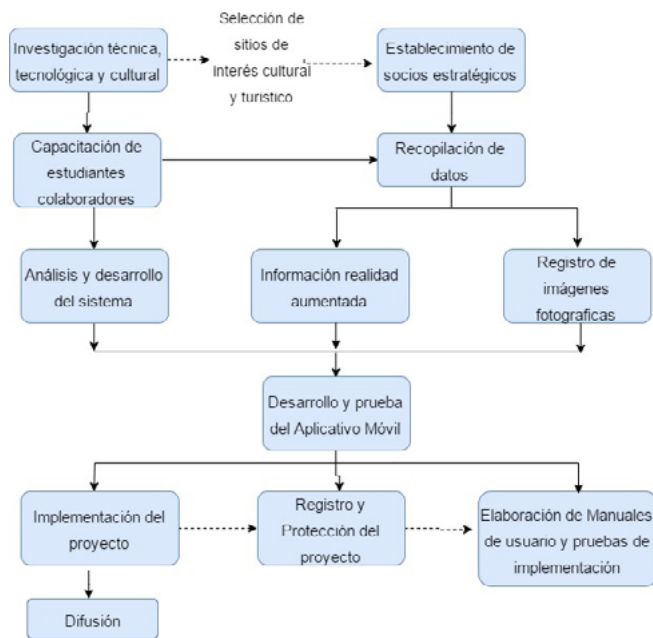 Investigación técnica,
tecnológica y cultural
Selección de
sitios de
interés cultural
y turistico
Establecimiento de
socios estratégicos
Capacitación de
estudiantes
colaboradores
Recopilación de
datos
Análisis y desarrollo
del sistema
Información realidad
aumentada
Registro de
imágenes
fotograficas
Desarrollo y prueba
del Aplicativo Móvil
Implementación del
proyecto
Registro y
Protección del
proyecto
Elaboración de Manuales
de usuario y pruebas de
implementación
Difusión